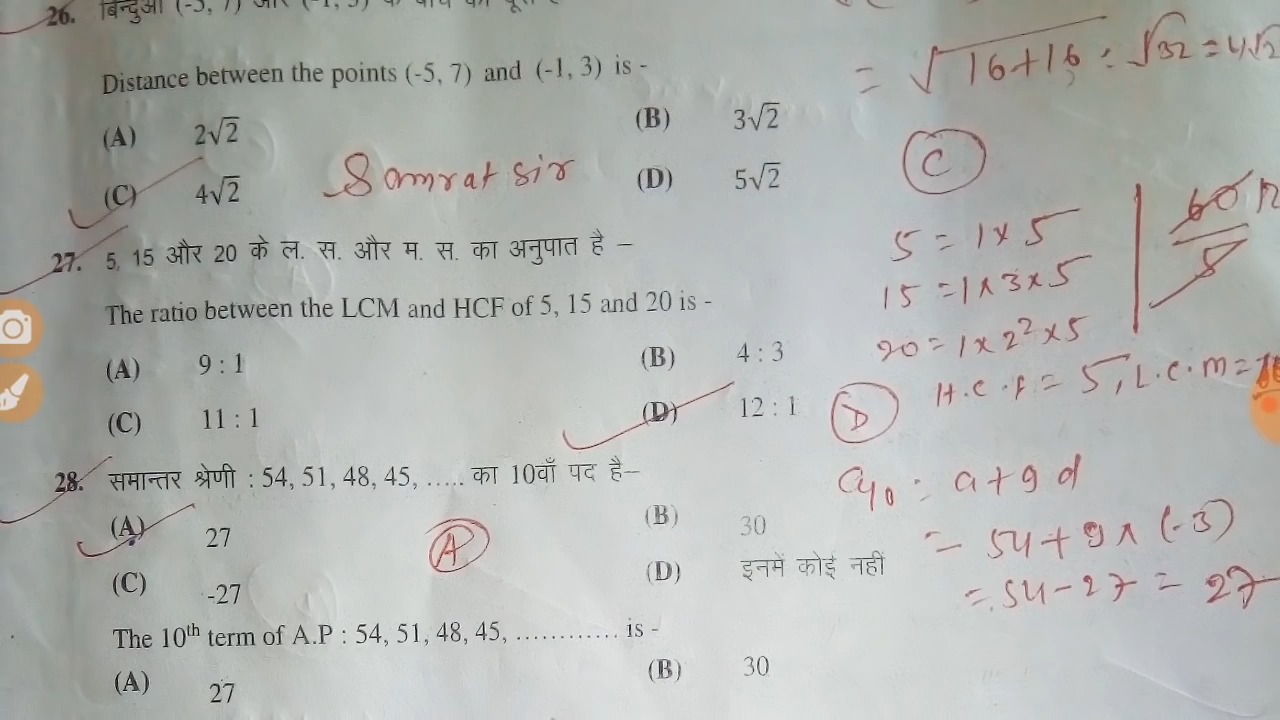 26. बिन्दुओं (-5, 7) और (-1, 3) के बीच की
Distance between the points (-5, 7) and (-1, 3) is -
= √16+16 = √32 = 4√2
(A) 2√2 (B) 3√2
(C) 4√2 (D) 5√2
Samrat sir
C
27. 5, 15 और 20 के ल. स. और म. स. का अनुपात है –
The ratio between the LCM and HCF of 5, 15 and 20 is -
(A) 9 : 1 (B) 4 : 3
(C) 11 : 1 (D) 12 : 1
5 = 1 x 5
15 = 1 x 3 x 5
20 = 1 x 2² x 5
60 12
5
H.C.F = 5, L.C.M =
D
28. समान्तर श्रेणी : 54, 51, 48, 45, ..... का 10वाँ पद है–
(A) 27 (B) 30
(C) -27 (D) इनमें कोई नहीं
A
a10 = a + 9d
= 54 + 9 x (-3)
= 54 - 27 = 27
The 10th term of A.P : 54, 51, 48, 45, ............ is -
(A) 27 (B) 30